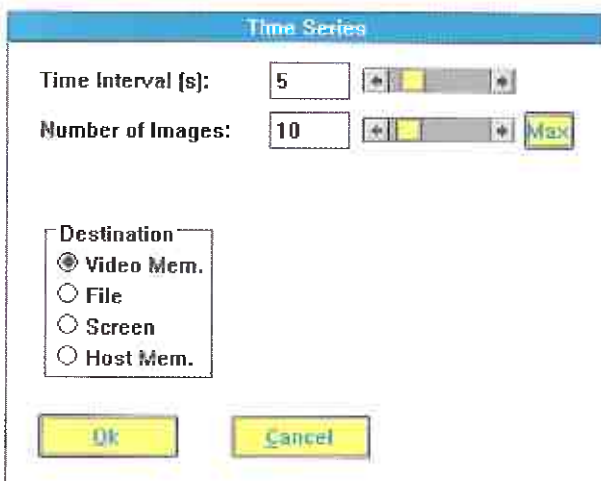 Time Series
Time Interval (s): 5
Number of Images: 10 Max
Destination
Video Mem.
File
Screen
Host Mem.
Ok Cancel